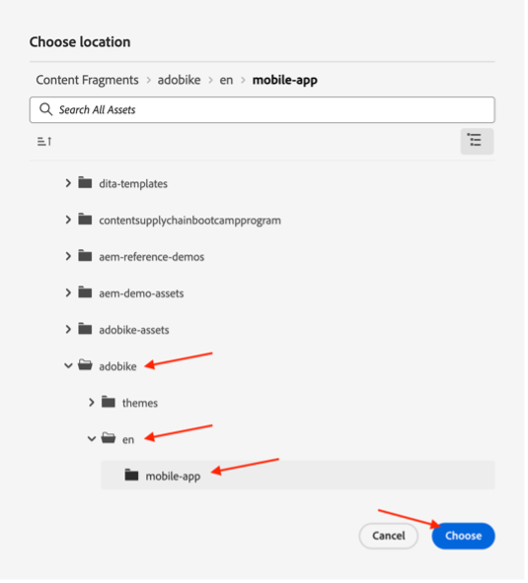 Choose location
Content Fragments > adobike > en > mobile-app
Search All Assets
dita-templates
contentsupplychainbootcampprogram
aem-reference-demos
aem-demo-assets
adobike-assets
adobike
themes
en
mobile-app
Cancel Choose